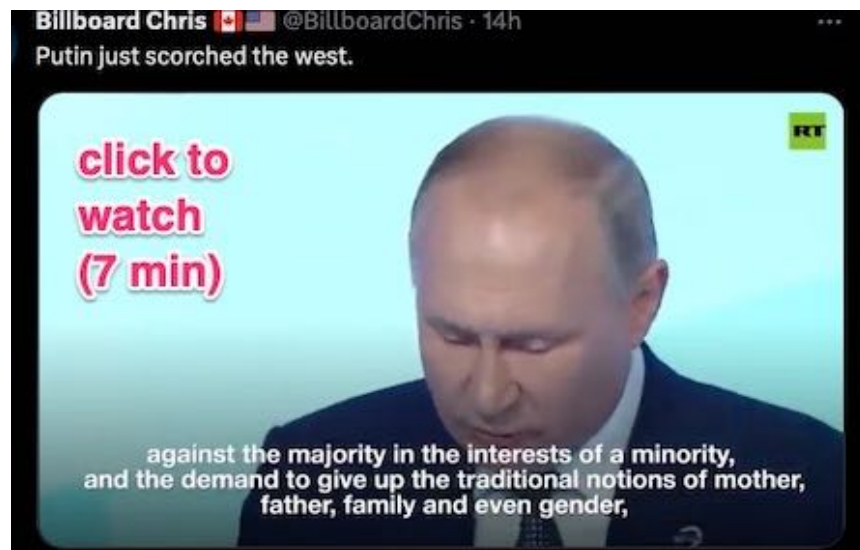 Billboard Chris @BillboardChris · 14h
Putin just scorched the west.
RT
click to
watch
(7 min)
against the majority in the interests of a minority,
and the demand to give up the traditional notions of mother,
father, family and even gender,